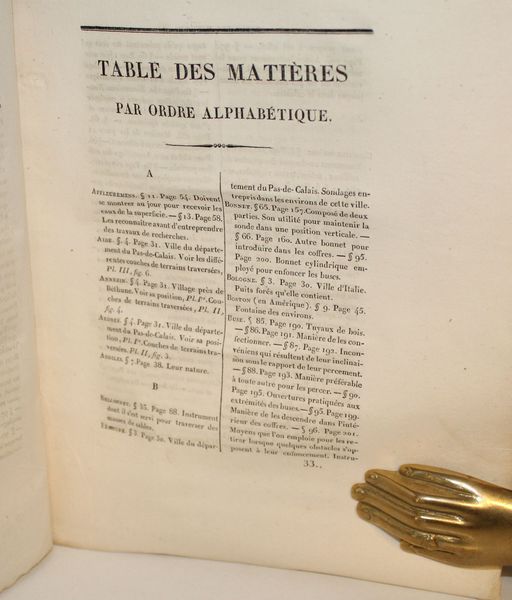 TABLE DES MATIÈRES
PAR ORDRE ALPHABÉTIQUE.
A
AFFLEUREMENS. § 11. Page 54. Doivent
se montrer au jour pour recevoir les
eaux de la superficie. — § 13. Page 58.
Les reconnaître avant d'entreprendre
des travaux de recherches.
AIRE. § 4. Page 31. Ville du départe-
ment du Pas-de-Calais. Voir les diffé-
rentes couches de terrains traversées,
Pl. III, fig. 6.
ANNEZIN. § 4. Page 31. Village près de
Béthune. Voir sa position, Pl. Ire. Cou-
ches de terrains traversées, Pl. II,
fig. 4.
ARDRES. § 4. Page 31. Ville du départe-
ment du Pas-de-Calais. Voir sa posi-
tion, Pl. Ire. Couches de terrains tra-
versées. Pl. II, fig. 3.
ARGILES. § 7. Page 38. Leur nature.
B
§ 35. Page 88. Instrument
dont il s'est servi pour traverser des
masses de sables.
BÉTHUNE. § 3. Page 30. Ville du dépar-
tement du Pas-de-Calais. Sondages en-
trepris dans les environs de cette ville.
BONNET. § 65. Page 157. Composé de deux
parties. Son utilité pour maintenir la
sonde dans une position verticale. —
§ 66. Page 160. Autre bonnet pour
introduire dans les coffres. — § 95.
Page 200. Bonnet cylindrique em-
ployé pour enfoncer les buses.
BOLOGNE. § 3. Page 30. Ville d'Italie.
Puits forés qu'elle contient.
BOSTON (en Amérique). § 9. Page 45.
Fontaine des environs.
BUSE. § 85. Page 190. Tuyaux de bois.
— § 86. Page 191. Manière de les con-
fectionner. — § 87. Page 192. Incon-
véniens qui résultent de leur inclinai-
son sous le rapport de leur percement.
— § 88. Page 193. Manière préférable
à toute autre pour les percer. — § 90.
Page 195. Ouvertures pratiquées aux
extrémités des buses. — § 95. Page 199.
Manière de les descendre dans l'inté-
rieur des coffres. — § 96. Page 201.
Moyens que l'on emploie pour les re-
tirer lorsque quelques obstacles s'op-
posent à leur enfoncement. Instru-
33..